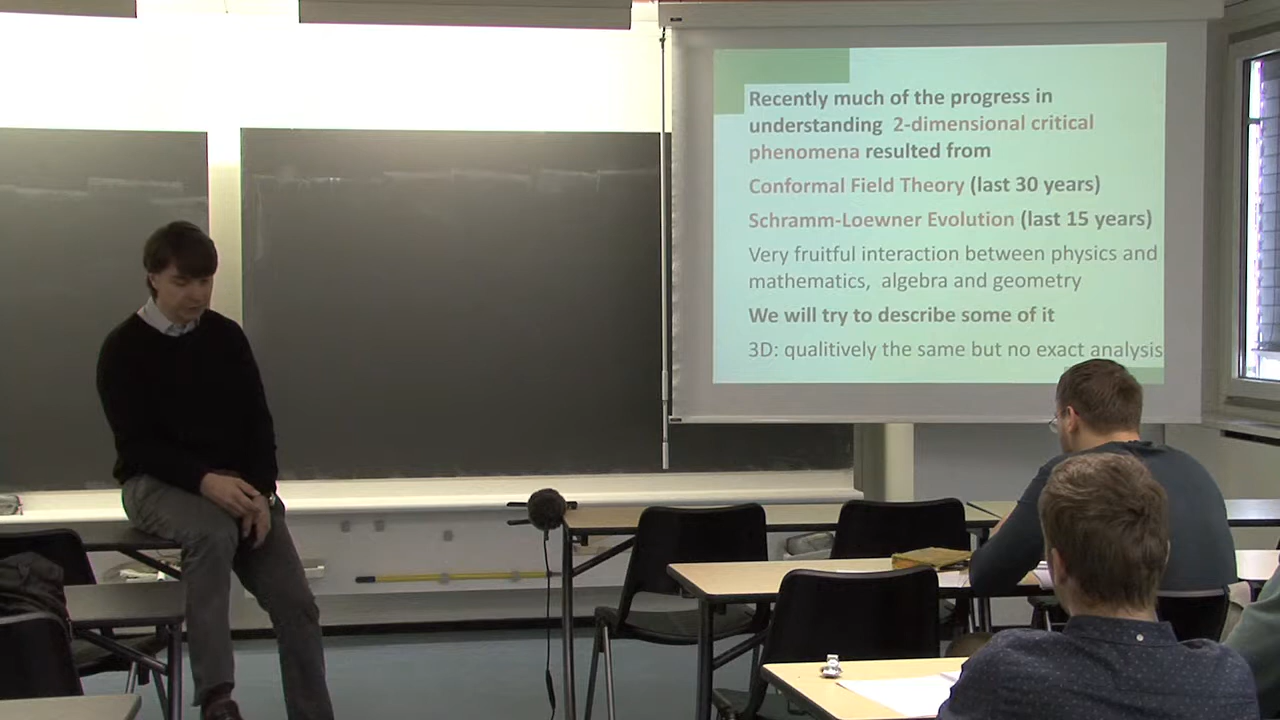 Recently much of the progress in
understanding 2-dimensional critical
phenomena resulted from
Conformal Field Theory (last 30 years)
Schramm-Loewner Evolution (last 15 years)
Very fruitful interaction between physics and
mathematics, algebra and geometry
We will try to describe some of it
3D: qualitively the same but no exact analysis